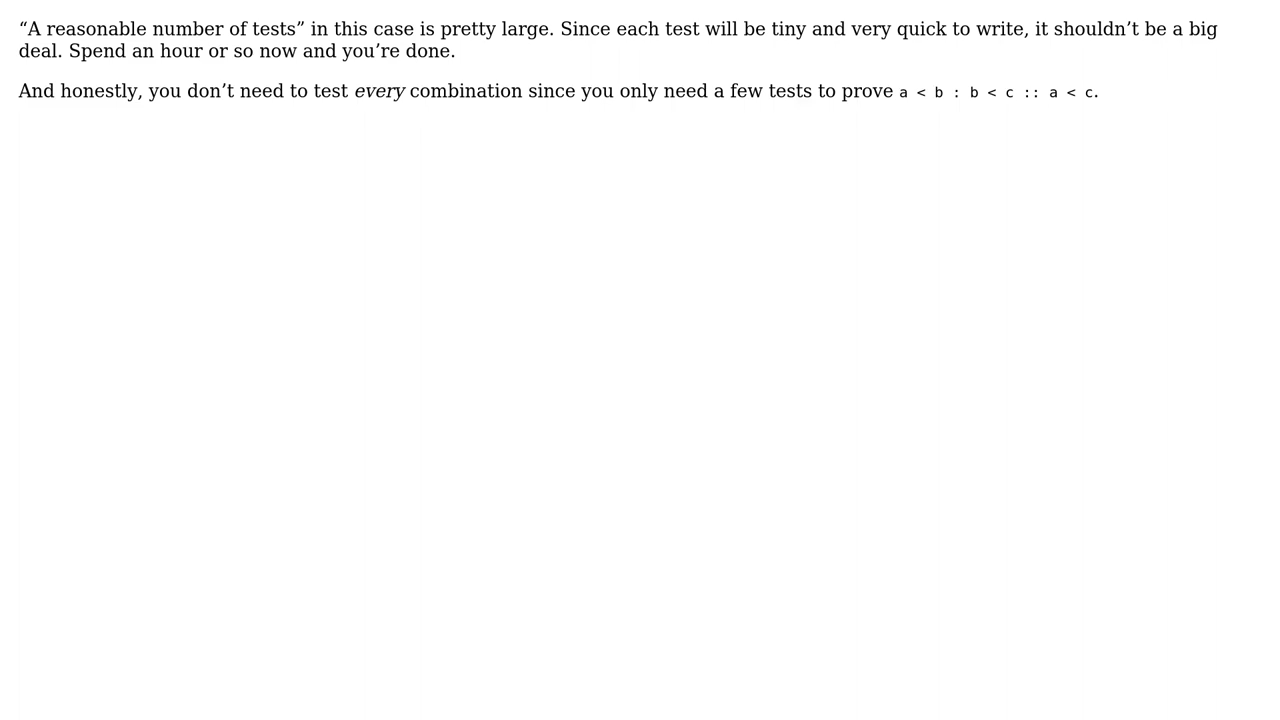 “A reasonable number of tests” in this case is pretty large. Since each test will be tiny and very quick to write, it shouldn’t be a big
deal. Spend an hour or so now and you’re done.
And honestly, you don’t need to test every combination since you only need a few tests to prove a < b : b < c :: a < c.